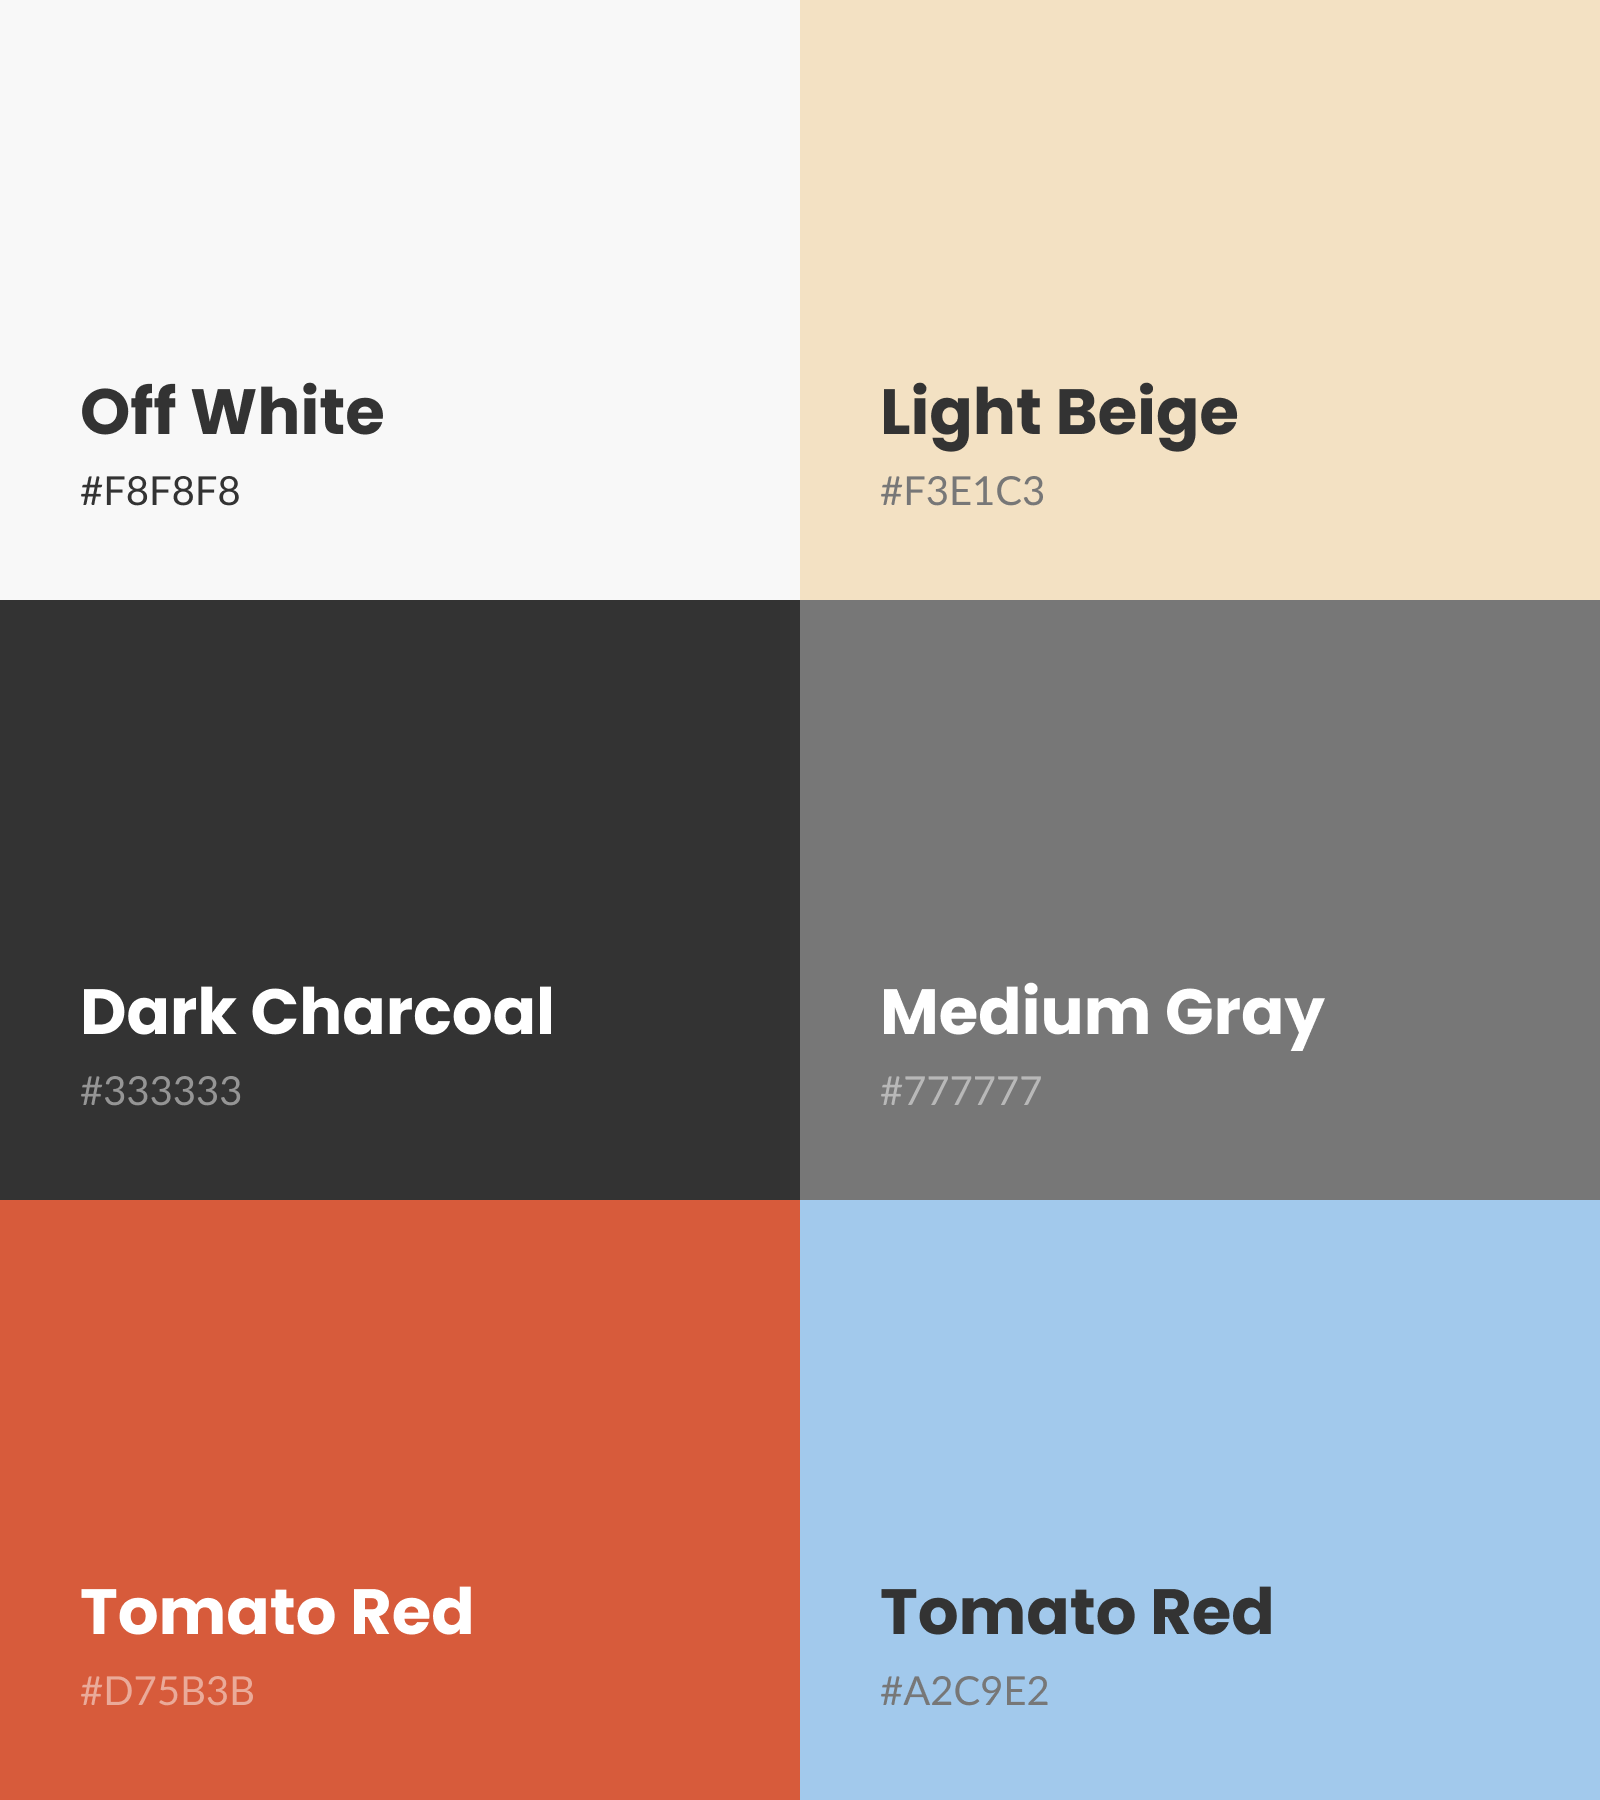 Off White
#F8F8F8
Light Beige
#F3E1C3
Dark Charcoal
#333333
Medium Gray
#777777
Tomato Red
#D75B3B
Tomato Red
#A2C9E2